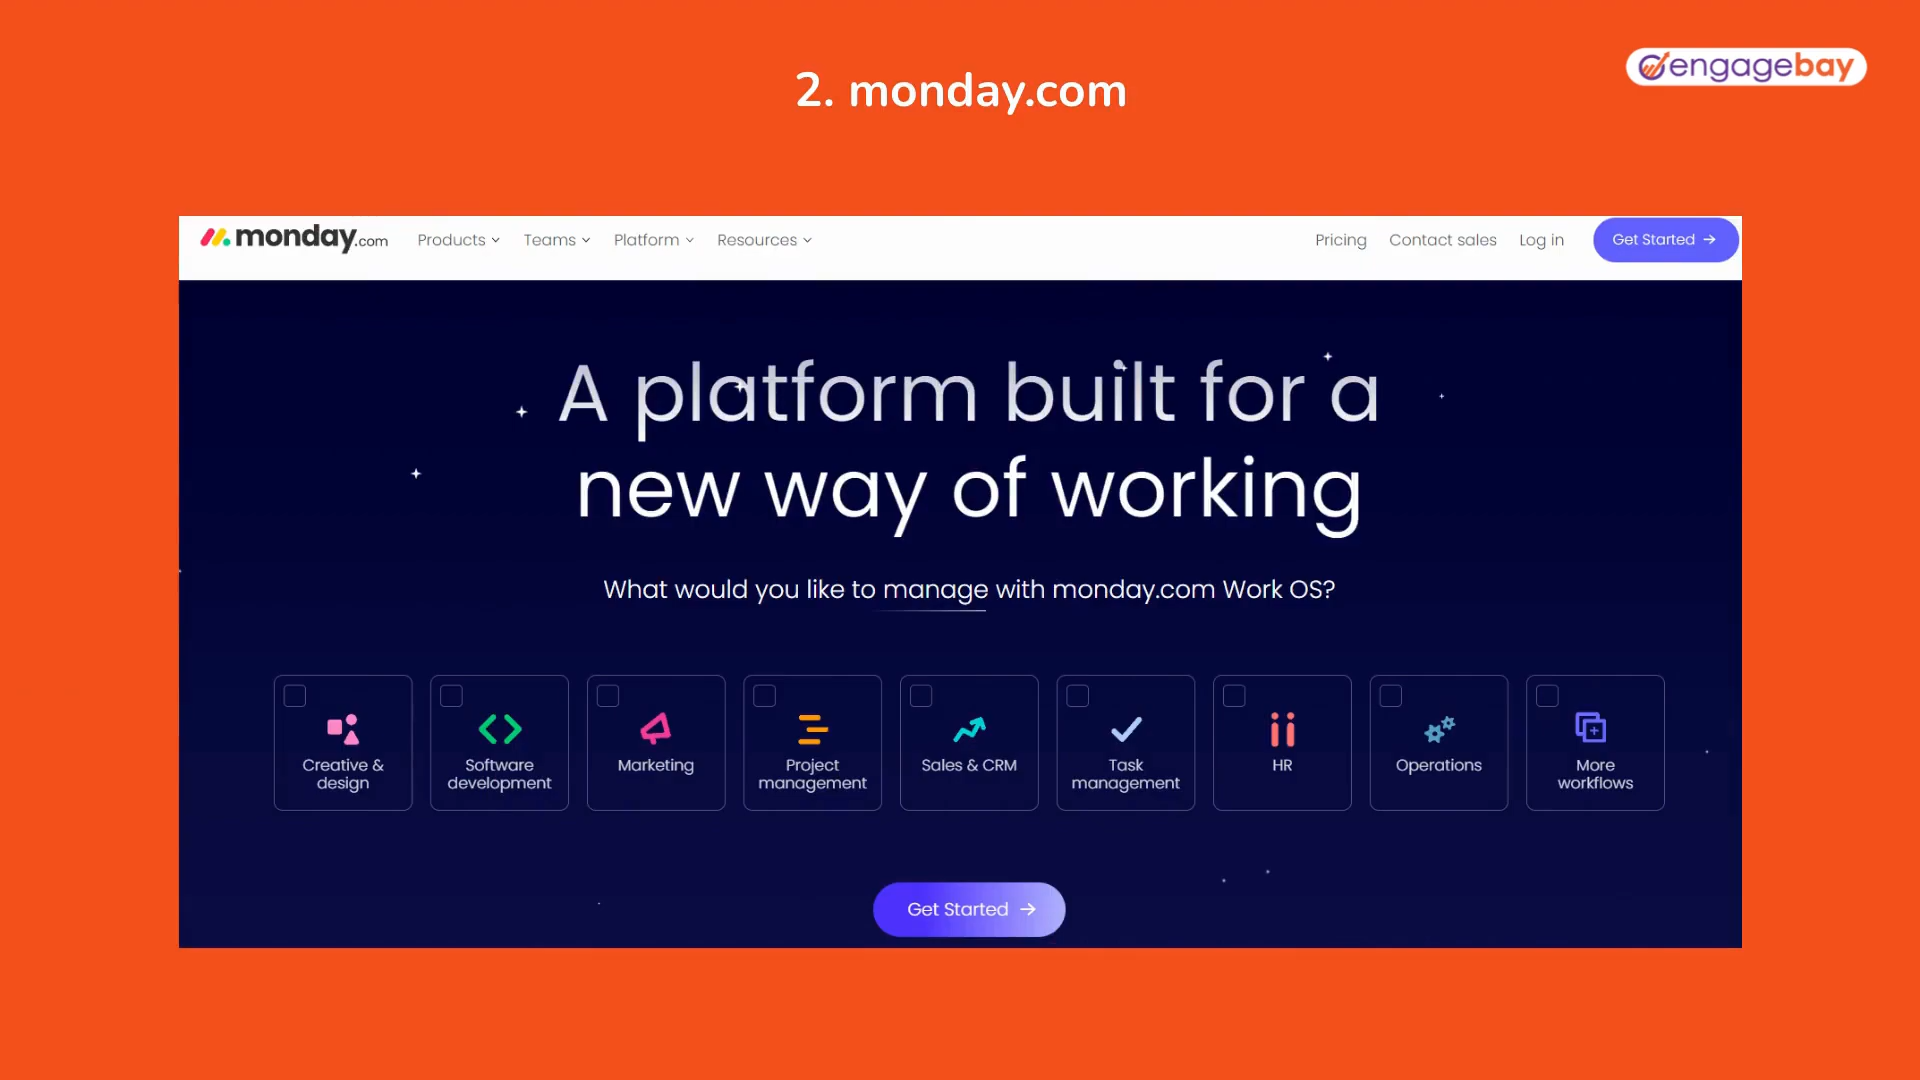 2. monday.com
engagebay
monday.com Products Teams Platform Resources Pricing Contact sales Log in Get Started →
A platform built for a
new way of working
What would you like to manage with monday.com Work OS?
Creative &
design
Software
development
Marketing
Project
management
Sales & CRM
Task
management
HR
Operations
More
workflows
Get Started →